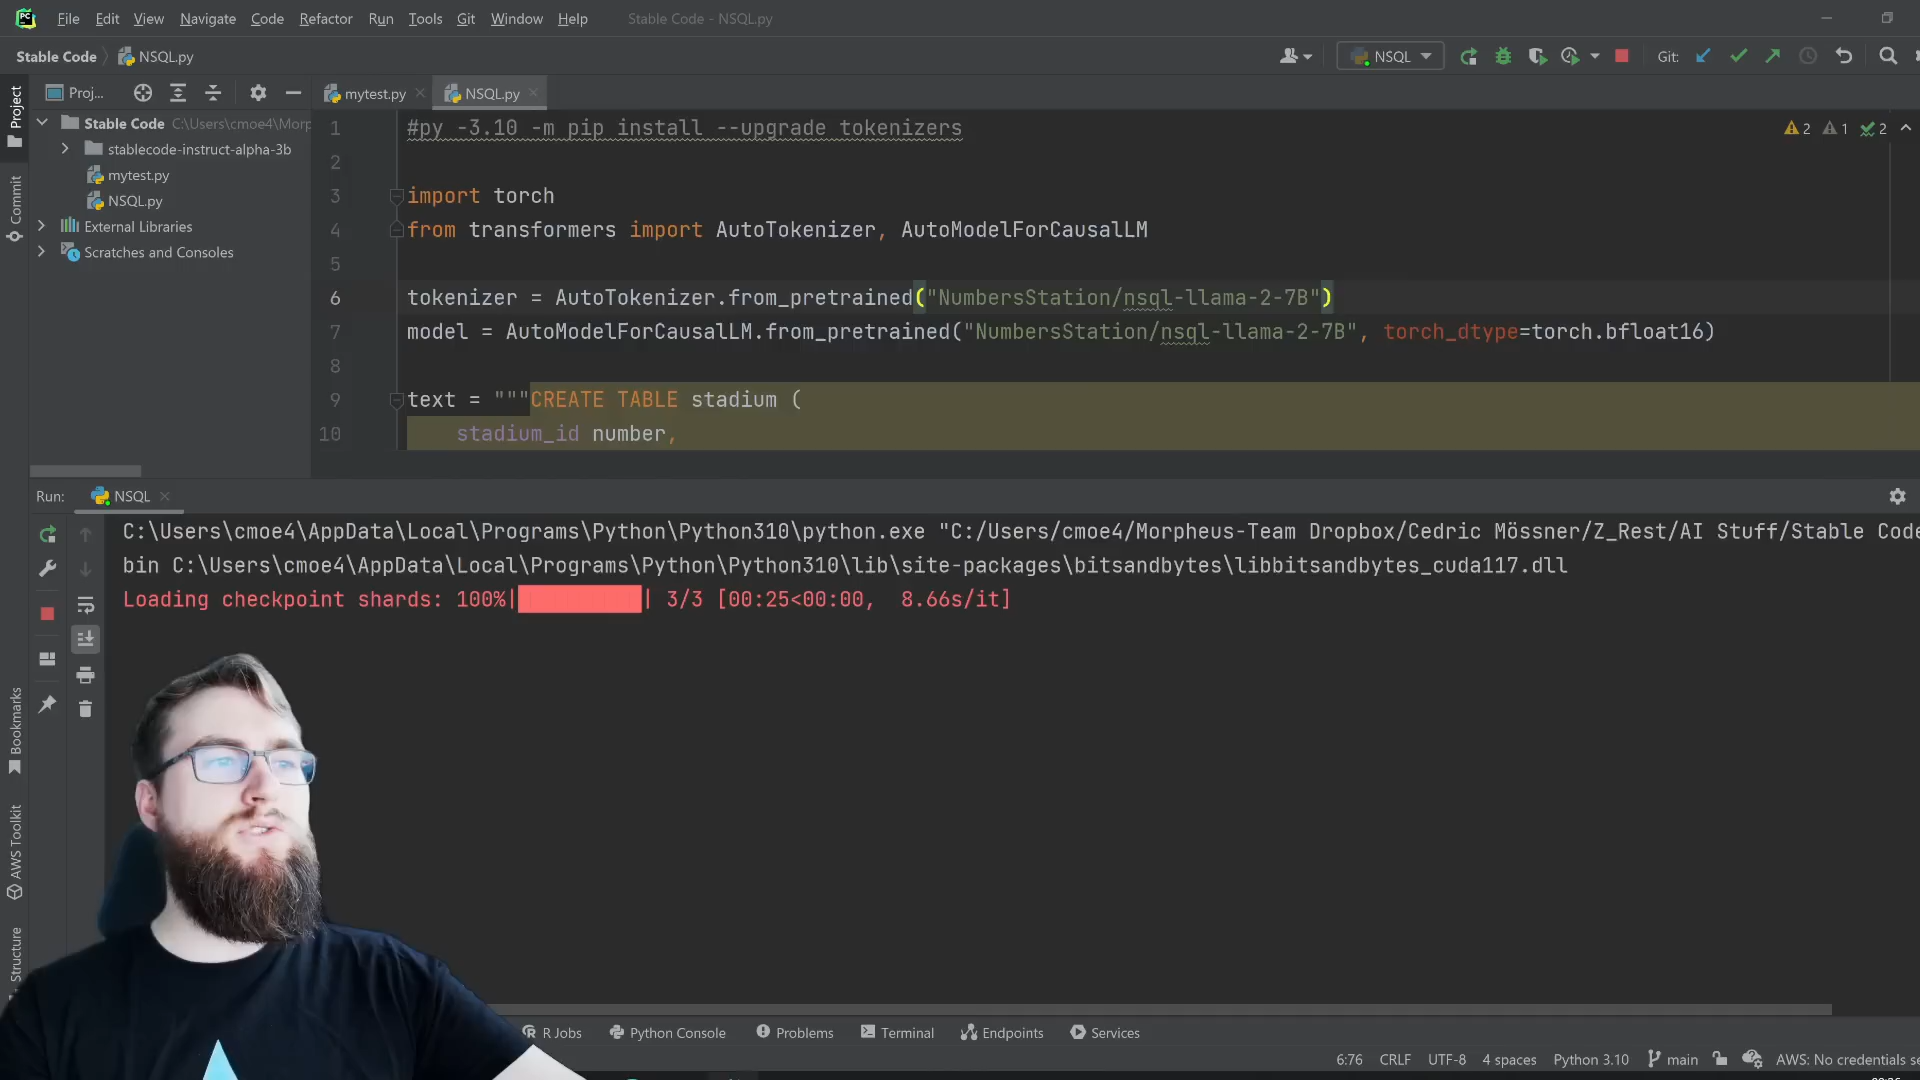 PC File Edit View Navigate Code Refactor Run Tools Git Window Help Stable Code - NSQL.py
Stable Code NSQL.py NSQL Git:
Project
Commit
Bookmarks
AWS Toolkit
Structure
Proj...
Stable Code C:\Users\cmoe4\Morp
stablecode-instruct-alpha-3b
mytest.py
NSQL.py
External Libraries
Scratches and Consoles
mytest.py NSQL.py
2 1 2
1 #py -3.10 -m pip install --upgrade tokenizers
2
3 import torch
4 from transformers import AutoTokenizer, AutoModelForCausalLM
5
6 tokenizer = AutoTokenizer.from_pretrained("NumbersStation/nsql-llama-2-7B")
7 model = AutoModelForCausalLM.from_pretrained("NumbersStation/nsql-llama-2-7B", torch_dtype=torch.bfloat16)
8
9 text = """CREATE TABLE stadium (
10 stadium_id number,
Run: NSQL
C:\Users\cmoe4\AppData\Local\Programs\Python\Python310\python.exe "C:/Users/cmoe4/Morpheus-Team Dropbox/Cedric Mössner/Z_Rest/AI Stuff/Stable Code
bin C:\Users\cmoe4\AppData\Local\Programs\Python\Python310\lib\site-packages\bitsandbytes\libbitsandbytes_cuda117.dll
Loading checkpoint shards: 100%|██████████| 3/3 [00:25<00:00, 8.66s/it]
R Jobs Python Console Problems Terminal Endpoints Services
6:76 CRLF UTF-8 4 spaces Python 3.10 main AWS: No credentials se